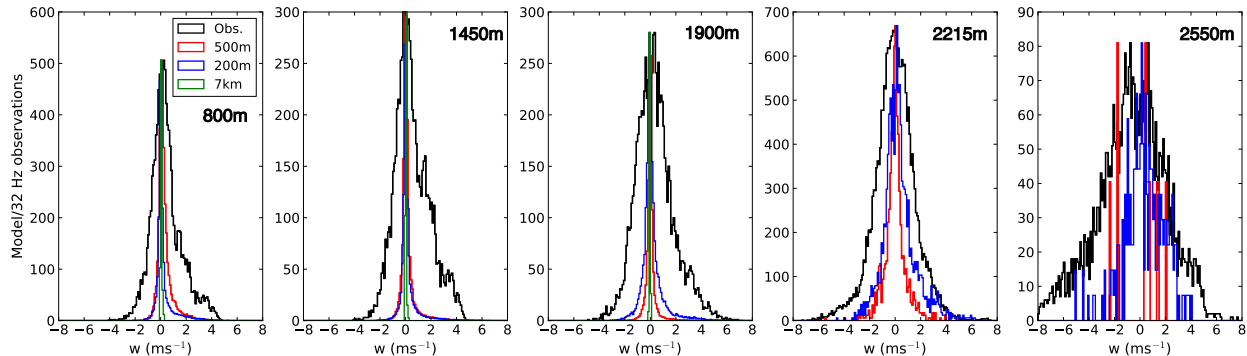 Model/32 Hz observations
600
500
400
300
200
100
0
−8 −6 −4 −2 0 2 4 6 8
w (ms⁻¹)
Obs.
500m
200m
7km
800m
300
250
200
150
100
50
0
−8 −6 −4 −2 0 2 4 6 8
w (ms⁻¹)
1450m
300
250
200
150
100
50
0
−8 −6 −4 −2 0 2 4 6 8
w (ms⁻¹)
1900m
700
600
500
400
300
200
100
0
−8 −6 −4 −2 0 2 4 6 8
w (ms⁻¹)
2215m
90
80
70
60
50
40
30
20
10
0
−8 −6 −4 −2 0 2 4 6 8
w (ms⁻¹)
2550m